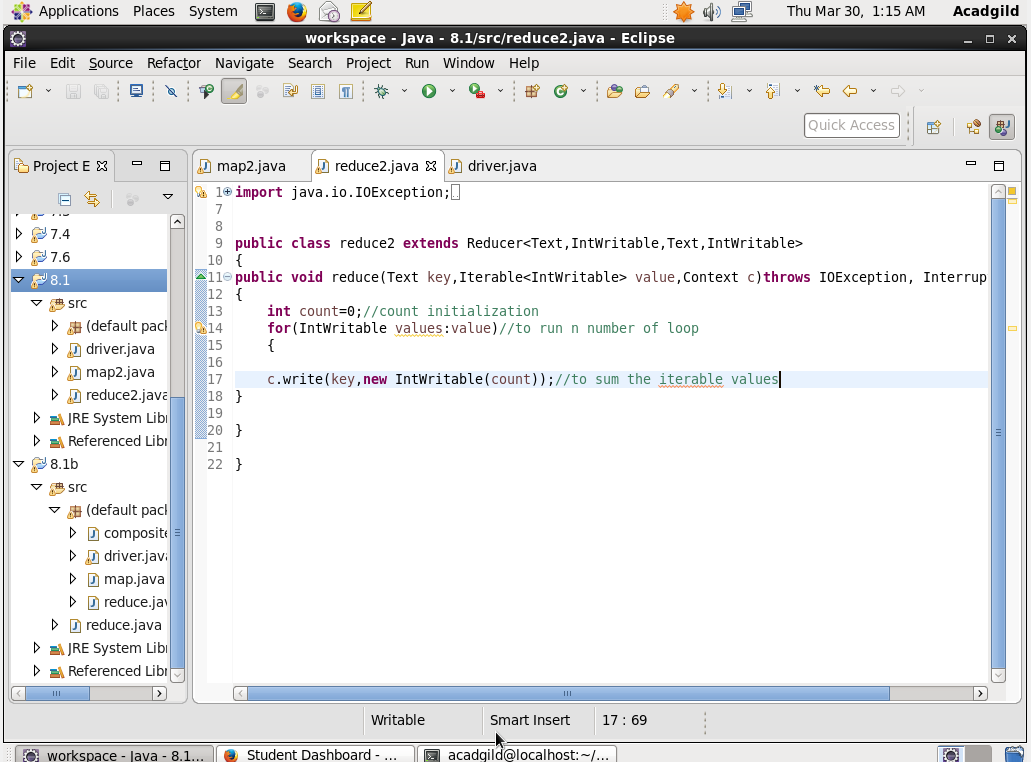 Applications Places System Thu Mar 30, 1:15 AM Acadgild
workspace - Java - 8.1/src/reduce2.java - Eclipse
File Edit Source Refactor Navigate Search Project Run Window Help
Quick Access
Project E
map2.java reduce2.java driver.java
7.4
7.6
8.1
src
(default pack
driver.java
map2.java
reduce2.java
JRE System Libr
Referenced Libr
8.1b
src
(default pack
composite
driver.java
map.java
reduce.jav
reduce.java
JRE System Libr
Referenced Libr
1 import java.io.IOException;
7
8
9 public class reduce2 extends Reducer<Text,IntWritable,Text,IntWritable>
10 {
11 public void reduce(Text key,Iterable<IntWritable> value,Context c)throws IOException, Interrup
12 {
13 int count=0;//count initialization
14 for(IntWritable values:value)//to run n number of loop
15 {
16
17 c.write(key,new IntWritable(count));//to sum the iterable values
18 }
19
20 }
21
22 }
Writable Smart Insert 17 : 69
workspace - Java - 8.1... Student Dashboard - ... acadgild@localhost:~/...